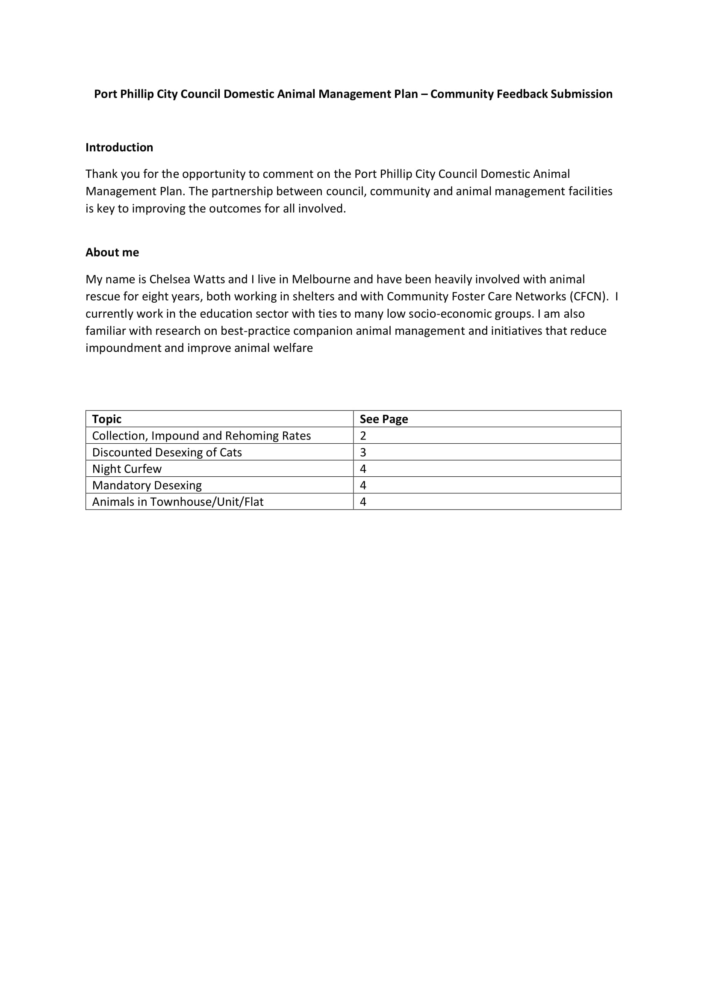 Port Phillip City Council Domestic Animal Management Plan – Community Feedback Submission
Introduction
Thank you for the opportunity to comment on the Port Phillip City Council Domestic Animal
Management Plan. The partnership between council, community and animal management facilities
is key to improving the outcomes for all involved.
About me
My name is Chelsea Watts and I live in Melbourne and have been heavily involved with animal
rescue for eight years, both working in shelters and with Community Foster Care Networks (CFCN).  I
currently work in the education sector with ties to many low socio-economic groups. I am also
familiar with research on best-practice companion animal management and initiatives that reduce
impoundment and improve animal welfare
Topic See Page
Collection, Impound and Rehoming Rates 2
Discounted Desexing of Cats 3
Night Curfew 4
Mandatory Desexing 4
Animals in Townhouse/Unit/Flat 4